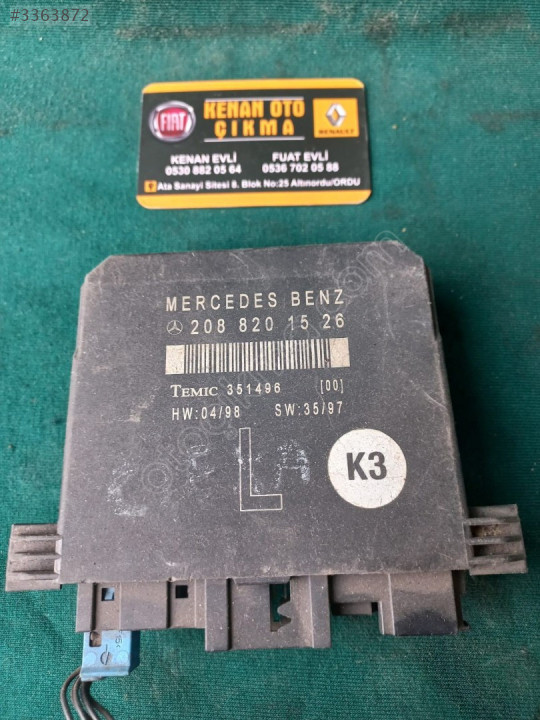 #3363872
FIAT
KENAN OTO
ÇIKMA
RENAULT
KENAN EVLİ
0530 882 05 64
FUAT EVLİ
0536 702 05 88
Ata Sanayi Sitesi 8. Blok No:25 Altınordu/ORDU
MERCEDES BENZ
208 820 15 26
TEMIC 351496 [00]
HW:04/98 SW:35/97
L
K3